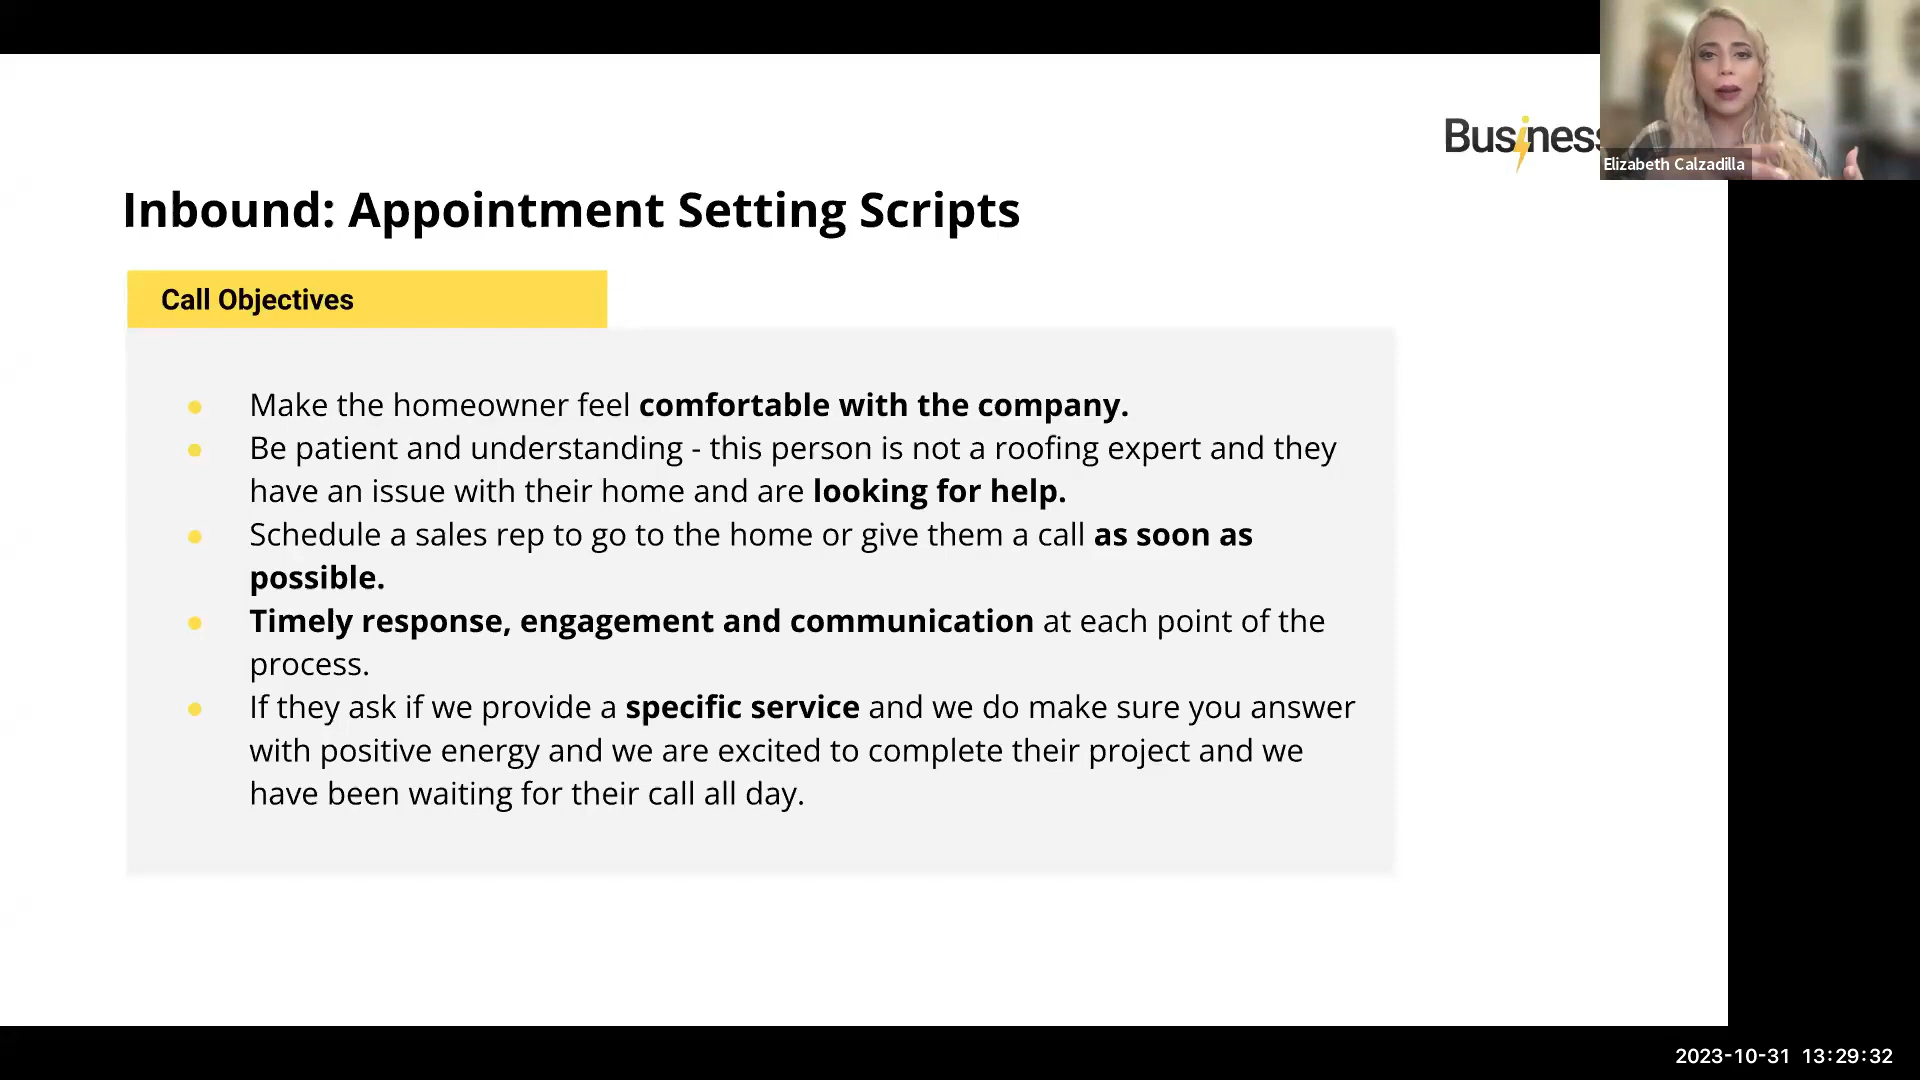 Business
Elizabeth Calzadilla
Inbound: Appointment Setting Scripts
Call Objectives
Make the homeowner feel comfortable with the company.
Be patient and understanding - this person is not a roofing expert and they
have an issue with their home and are looking for help.
Schedule a sales rep to go to the home or give them a call as soon as
possible.
Timely response, engagement and communication at each point of the
process.
If they ask if we provide a specific service and we do make sure you answer
with positive energy and we are excited to complete their project and we
have been waiting for their call all day.
2023-10-31 13:29:32